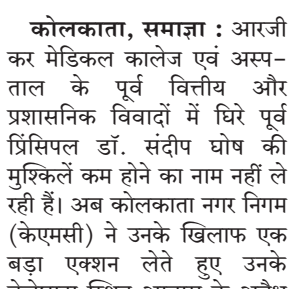 कोलकाता, समाज्ञा : आरजी
कर मेडिकल कालेज एवं अस्प-
ताल के पूर्व वित्तीय और
प्रशासनिक विवादों में घिरे पूर्व
प्रिंसिपल डॉ. संदीप घोष की
मुश्किलें कम होने का नाम नहीं ले
रही हैं। अब कोलकाता नगर निगम
(केएमसी) ने उनके खिलाफ एक
बड़ा एक्शन लेते हुए उनके